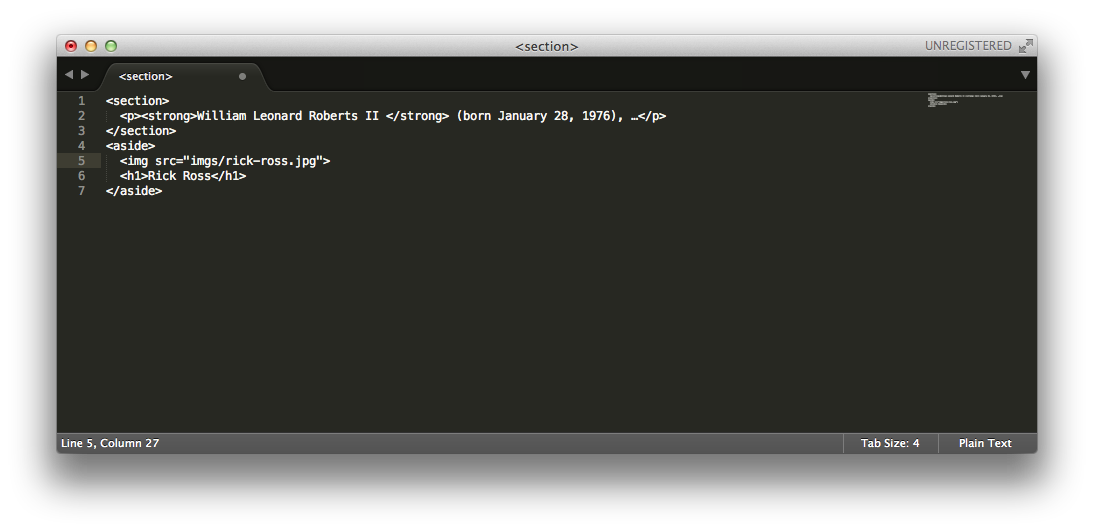 <section>
UNREGISTERED
<section>
1 <section>
2 <p><strong>William Leonard Roberts II </strong> (born January 28, 1976), …</p>
3 </section>
4 <aside>
5 <img src="imgs/rick-ross.jpg">
6 <h1>Rick Ross</h1>
7 </aside>
Line 5, Column 27
Tab Size: 4
Plain Text